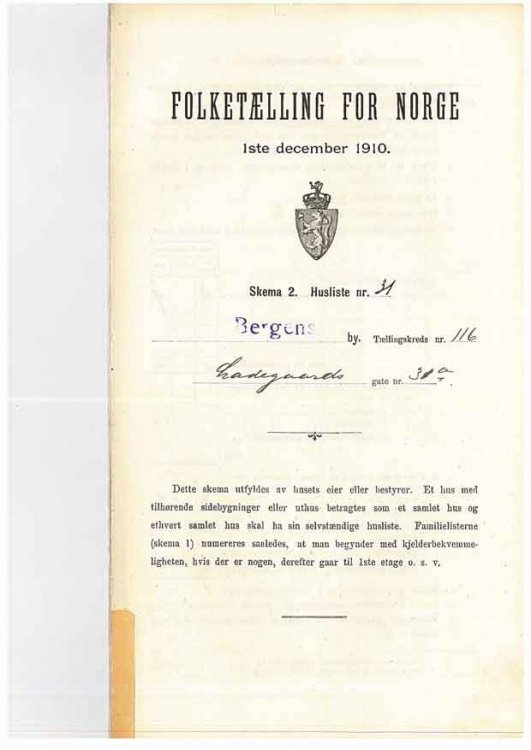 FOLKETÆLLING FOR NORGE
1ste december 1910.
Skema 2. Husliste nr. 31
Bergens by. Tællingskreds nr. 116
Ladegaards gate nr. 30 a
Dette skema utfyldes av husets eier eller bestyrer. Et hus med
tilhørende sidebygninger eller uthus betragtes som et samlet hus og
ethvert samlet hus skal ha sin selvstændige husliste. Familielisterne
(skema 1) numereres saaledes, at man begynder med kjelderbekvemme-
ligheten, hvis der er nogen, derefter gaar til 1ste etage o. s. v.